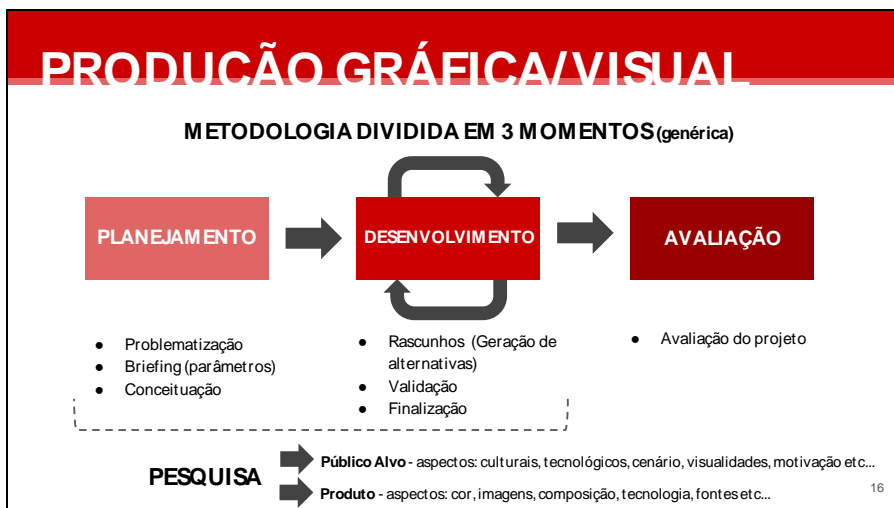 PRODUÇÃO GRÁFICA/VISUAL
METODOLOGIA DIVIDIDA EM 3 MOMENTOS (genérica)
PLANEJAMENTO
DESENVOLVIMENTO
AVALIAÇÃO
● Problematização
● Briefing (parâmetros)
● Conceituação
● Rascunhos (Geração de
alternativas)
● Validação
● Finalização
● Avaliação do projeto
PESQUISA
Público Alvo - aspectos: culturais, tecnológicos, cenário, visualidades, motivação etc...
Produto - aspectos: cor, imagens, composição, tecnologia, fontes etc...
16